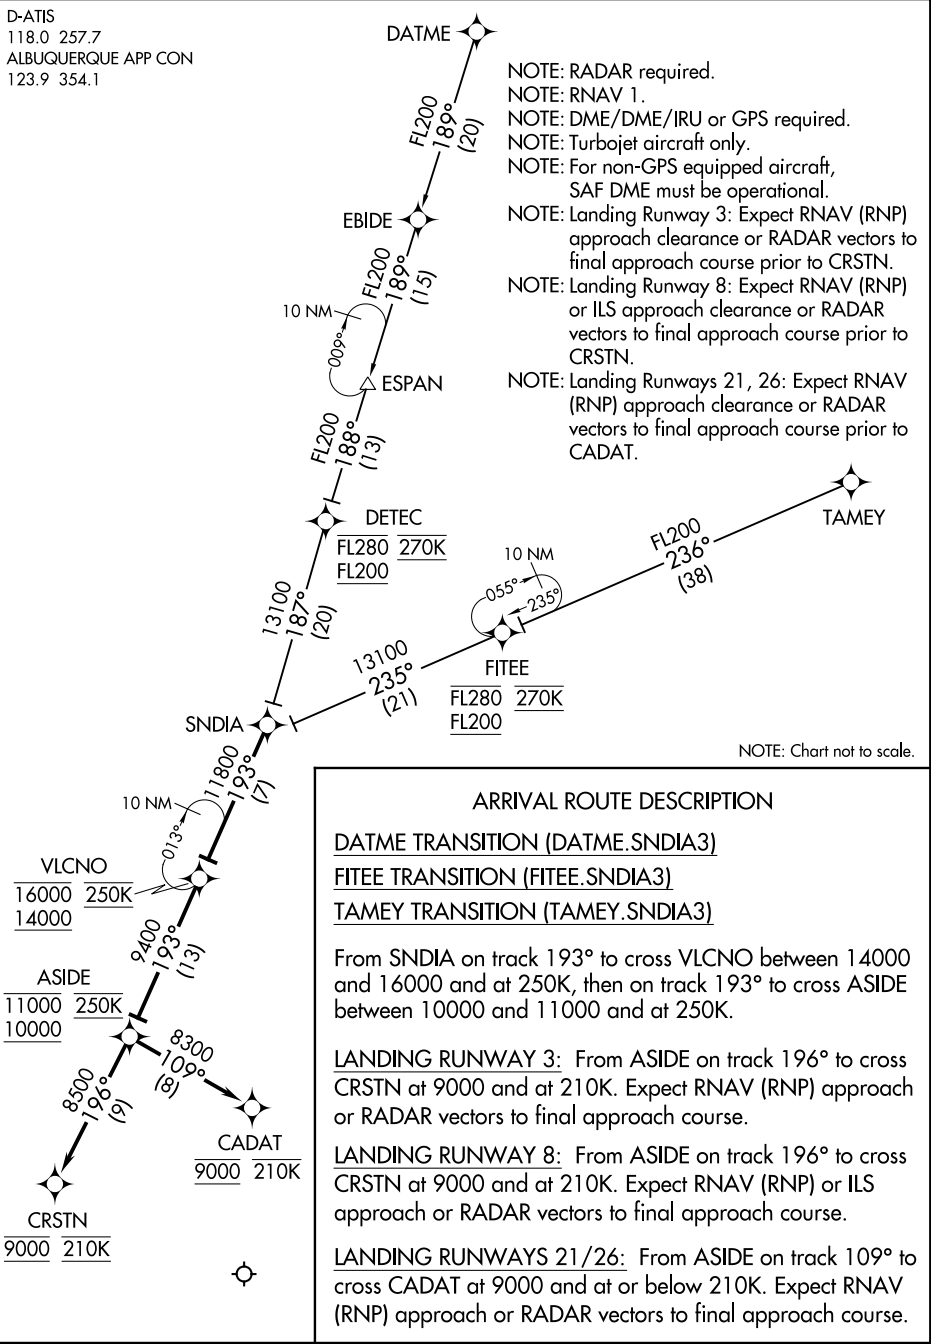 D-ATIS
118.0 257.7
ALBUQUERQUE APP CON
123.9 354.1
DATME
NOTE: RADAR required.
NOTE: RNAV 1.
NOTE: DME/DME/IRU or GPS required.
NOTE: Turbojet aircraft only.
NOTE: For non-GPS equipped aircraft,
SAF DME must be operational.
NOTE: Landing Runway 3: Expect RNAV (RNP)
approach clearance or RADAR vectors to
final approach course prior to CRSTN.
NOTE: Landing Runway 8: Expect RNAV (RNP)
or ILS approach clearance or RADAR
vectors to final approach course prior to
CRSTN.
NOTE: Landing Runways 21, 26: Expect RNAV
(RNP) approach clearance or RADAR
vectors to final approach course prior to
CADAT.
FL200
189°
(20)
EBIDE
FL200
189°
(15)
10 NM
009°
ESPAN
FL200
188°
(13)
DETEC
FL280 270K
FL200
TAMEY
FL200
236°
(38)
10 NM
055°
235°
FITEE
FL280 270K
FL200
13100
187°
(20)
13100
235°
(21)
SNDIA
NOTE: Chart not to scale.
11800
193°
(7)
10 NM
013°
VLCNO
16000 250K
14000
9400
193°
(13)
ASIDE
11000 250K
10000
8300
109°
(8)
8500
196°
(9)
CADAT
9000 210K
CRSTN
9000 210K
ARRIVAL ROUTE DESCRIPTION
DATME TRANSITION (DATME.SNDIA3)
FITEE TRANSITION (FITEE.SNDIA3)
TAMEY TRANSITION (TAMEY.SNDIA3)
From SNDIA on track 193° to cross VLCNO between 14000
and 16000 and at 250K, then on track 193° to cross ASIDE
between 10000 and 11000 and at 250K.
LANDING RUNWAY 3: From ASIDE on track 196° to cross
CRSTN at 9000 and at 210K. Expect RNAV (RNP) approach
or RADAR vectors to final approach course.
LANDING RUNWAY 8: From ASIDE on track 196° to cross
CRSTN at 9000 and at 210K. Expect RNAV (RNP) or ILS
approach or RADAR vectors to final approach course.
LANDING RUNWAYS 21/26: From ASIDE on track 109° to
cross CADAT at 9000 and at or below 210K. Expect RNAV
(RNP) approach or RADAR vectors to final approach course.